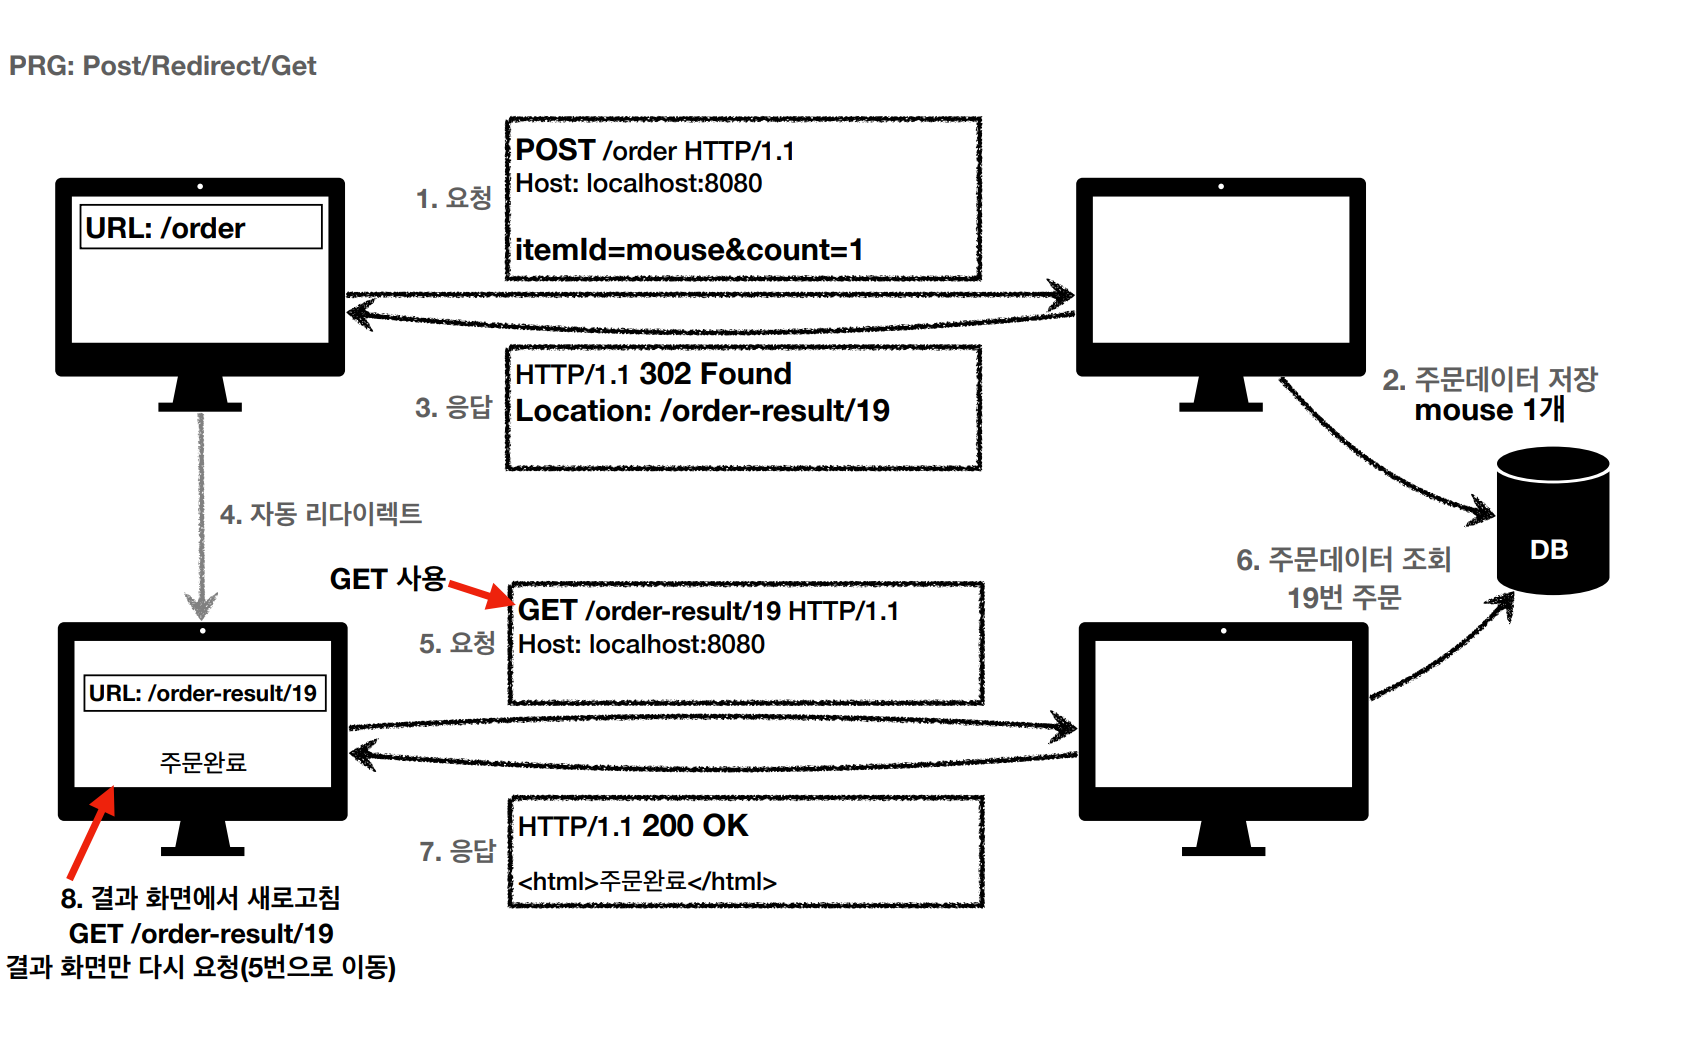 PRG: Post/Redirect/Get
URL: /order
1. 요청
POST /order HTTP/1.1
Host: localhost:8080
itemId=mouse&count=1
3. 응답
HTTP/1.1 302 Found
Location: /order-result/19
2. 주문데이터 저장
mouse 1개
DB
4. 자동 리다이렉트
GET 사용
5. 요청
GET /order-result/19 HTTP/1.1
Host: localhost:8080
6. 주문데이터 조회
19번 주문
URL: /order-result/19
주문완료
7. 응답
HTTP/1.1 200 OK
<html>주문완료</html>
8. 결과 화면에서 새로고침
GET /order-result/19
결과 화면만 다시 요청(5번으로 이동)